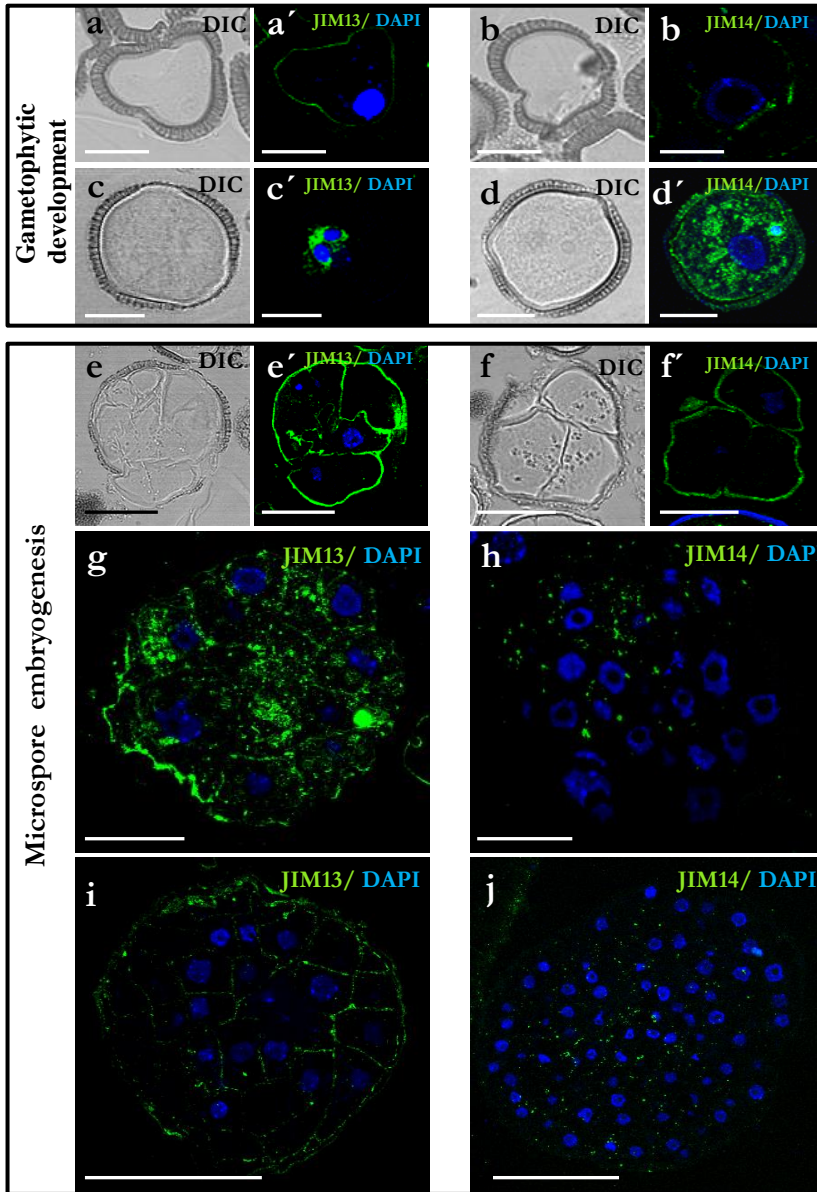 Gametophytic
development
a DIC
a´ JIM13/ DAPI
b DIC
b JIM14/ DAPI
c DIC
c´ JIM13/ DAPI
d DIC
d´ JIM14/ DAPI
Microspore embryogenesis
e DIC
e´ JIM13/ DAPI
f DIC
f´ JIM14/ DAPI
g JIM13/ DAPI
h JIM14/ DAP
i JIM13/ DAPI
j JIM14/ DAPI